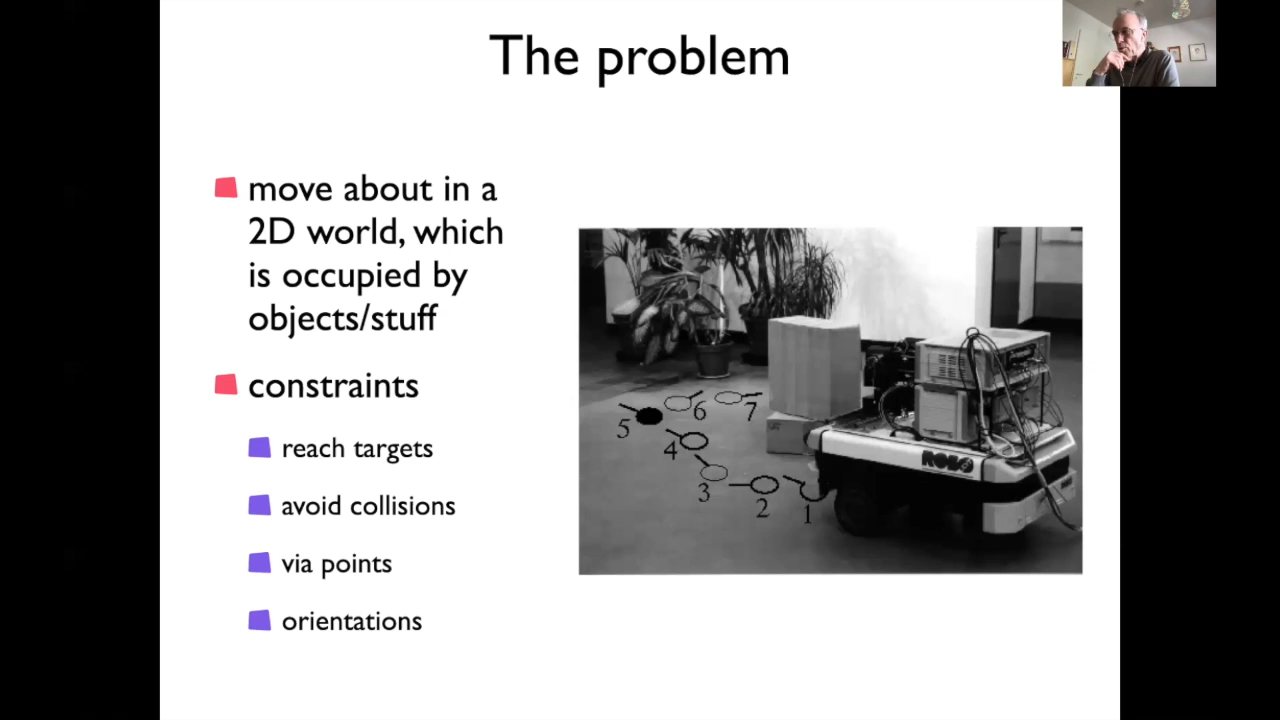 The problem
move about in a
2D world, which
is occupied by
objects/stuff
constraints
reach targets
avoid collisions
via points
orientations
5
6
7
4
3
2
1